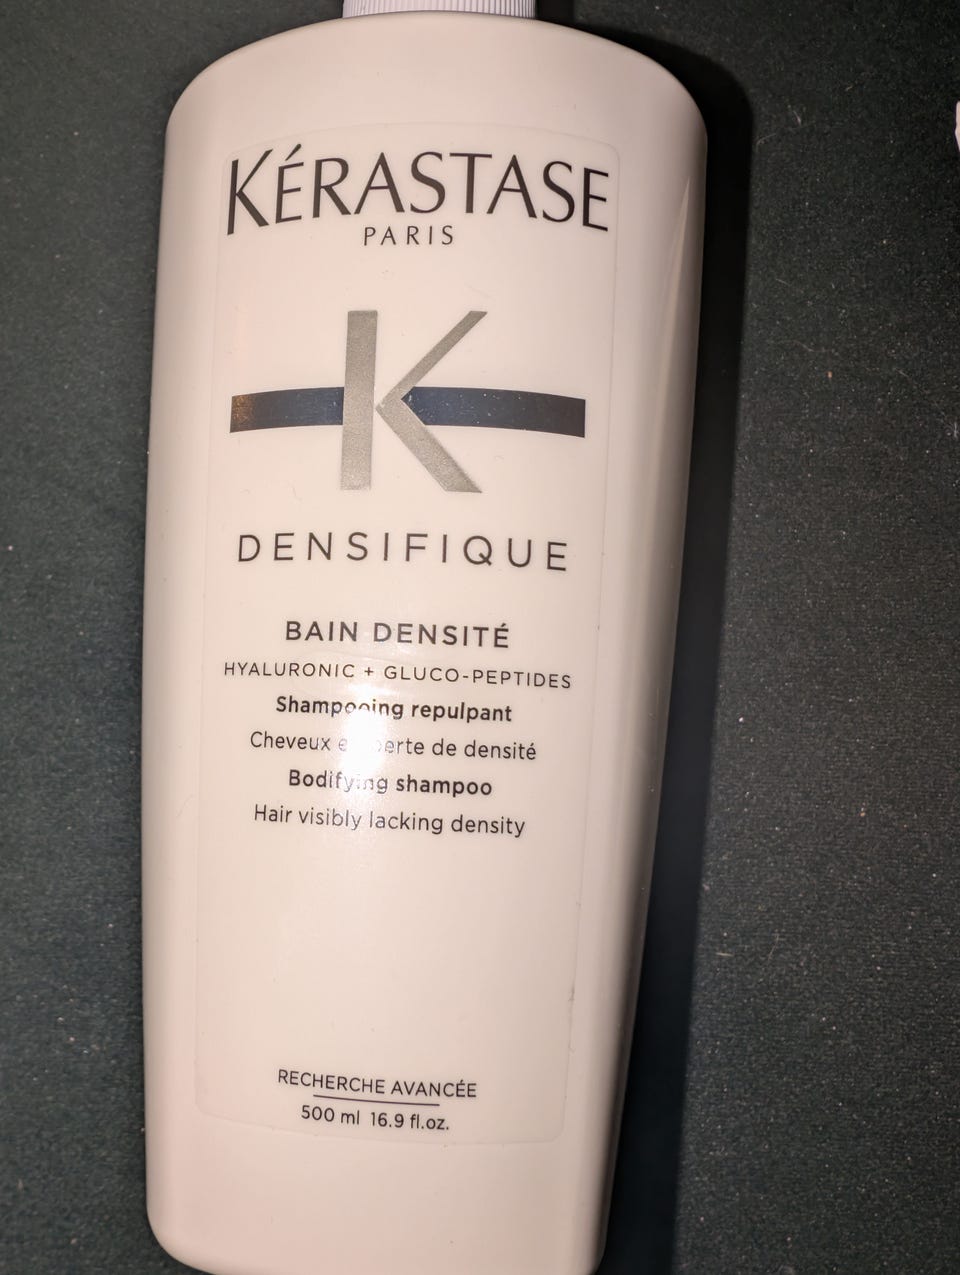 KÉRASTASE
PARIS
K
DENSIFIQUE
BAIN DENSITÉ
HYALURONIC + GLUCO-PEPTIDES
Shampooing repulpant
Cheveux de densité
Bodifying shampoo
Hair visibly lacking density
RECHERCHE AVANCÉE
500 ml 16.9 fl.oz.